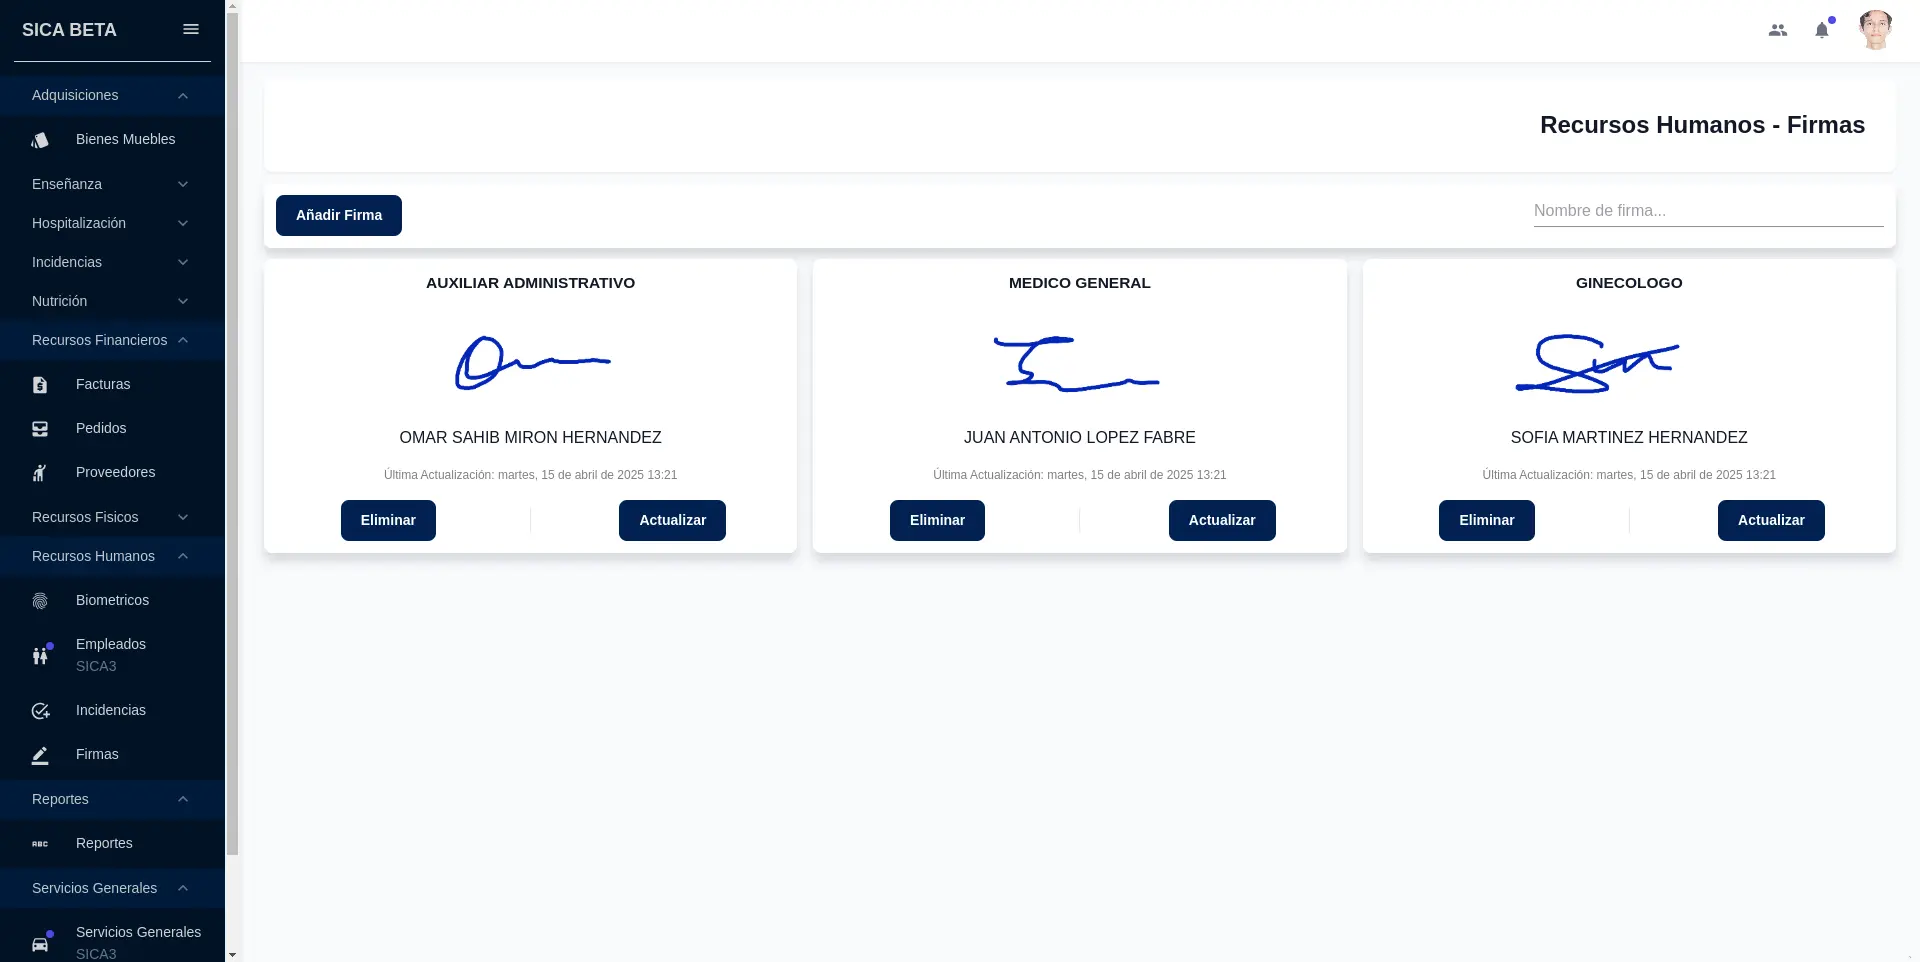 SICA BETA
Adquisiciones
Bienes Muebles
Enseñanza
Hospitalización
Incidencias
Nutrición
Recursos Financieros
Facturas
Pedidos
Proveedores
Recursos Fisicos
Recursos Humanos
Biometricos
Empleados
SICA3
Incidencias
Firmas
Reportes
ABC
Reportes
Servicios Generales
Servicios Generales
SICA3
Recursos Humanos - Firmas
Añadir Firma
Nombre de firma...
AUXILIAR ADMINISTRATIVO
OMAR SAHIB MIRON HERNANDEZ
Última Actualización: martes, 15 de abril de 2025 13:21
Eliminar
Actualizar
MEDICO GENERAL
JUAN ANTONIO LOPEZ FABRE
Última Actualización: martes, 15 de abril de 2025 13:21
Eliminar
Actualizar
GINECOLOGO
SOFIA MARTINEZ HERNANDEZ
Última Actualización: martes, 15 de abril de 2025 13:21
Eliminar
Actualizar